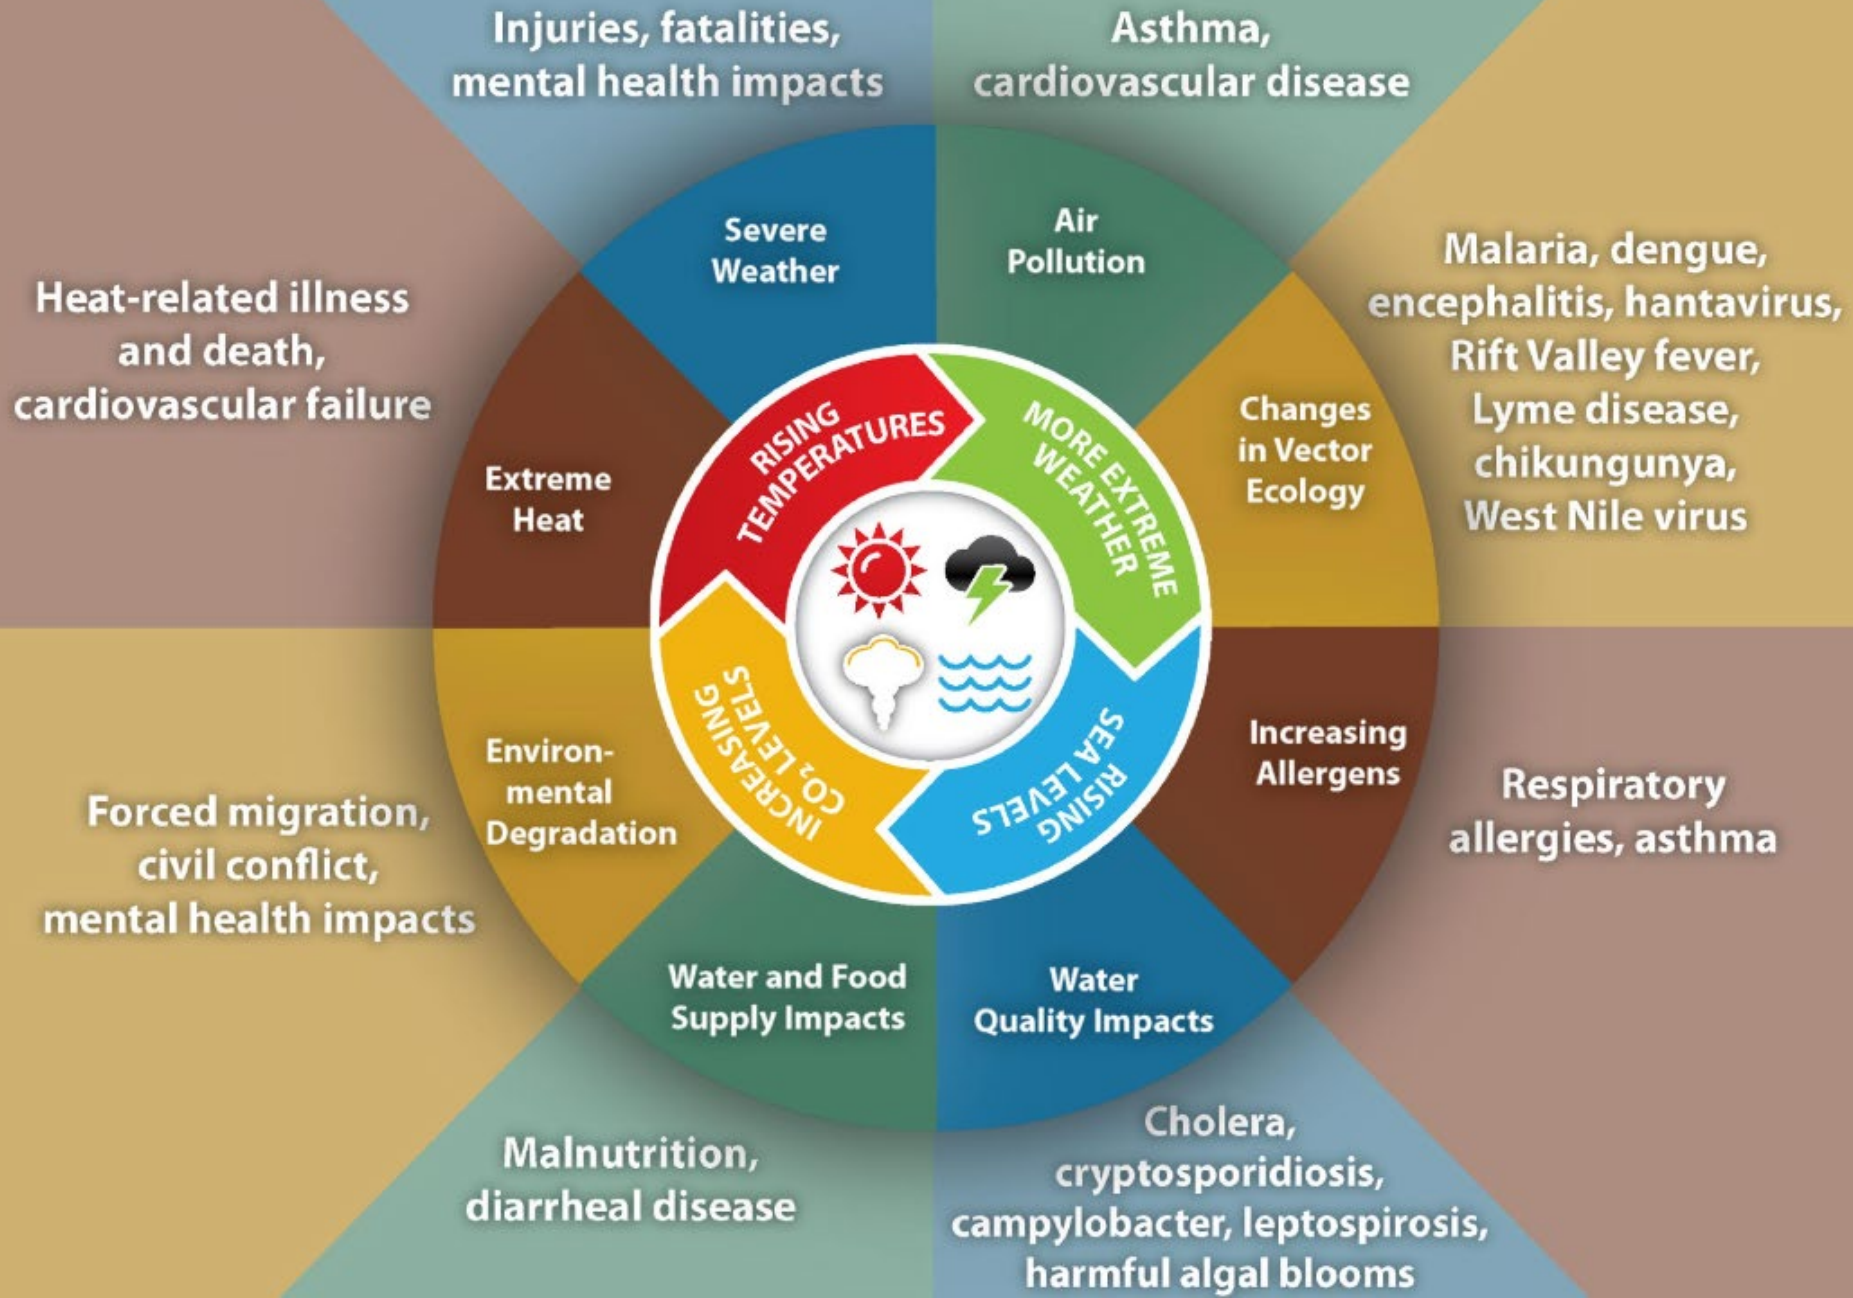 Injuries, fatalities,
mental health impacts
Asthma,
cardiovascular disease
Severe
Weather
Air
Pollution
Heat-related illness
and death,
cardiovascular failure
Extreme
Heat
Changes
in Vector
Ecology
Malaria, dengue,
encephalitis, hantavirus,
Rift Valley fever,
Lyme disease,
chikungunya,
West Nile virus
RISING
TEMPERATURES
MORE EXTREME
WEATHER
INCREASING
CO₂ LEVELS
RISING
SEA LEVELS
Forced migration,
civil conflict,
mental health impacts
Environ-
mental
Degradation
Increasing
Allergens
Respiratory
allergies, asthma
Water and Food
Supply Impacts
Water
Quality Impacts
Malnutrition,
diarrheal disease
Cholera,
cryptosporidiosis,
campylobacter, leptospirosis,
harmful algal blooms